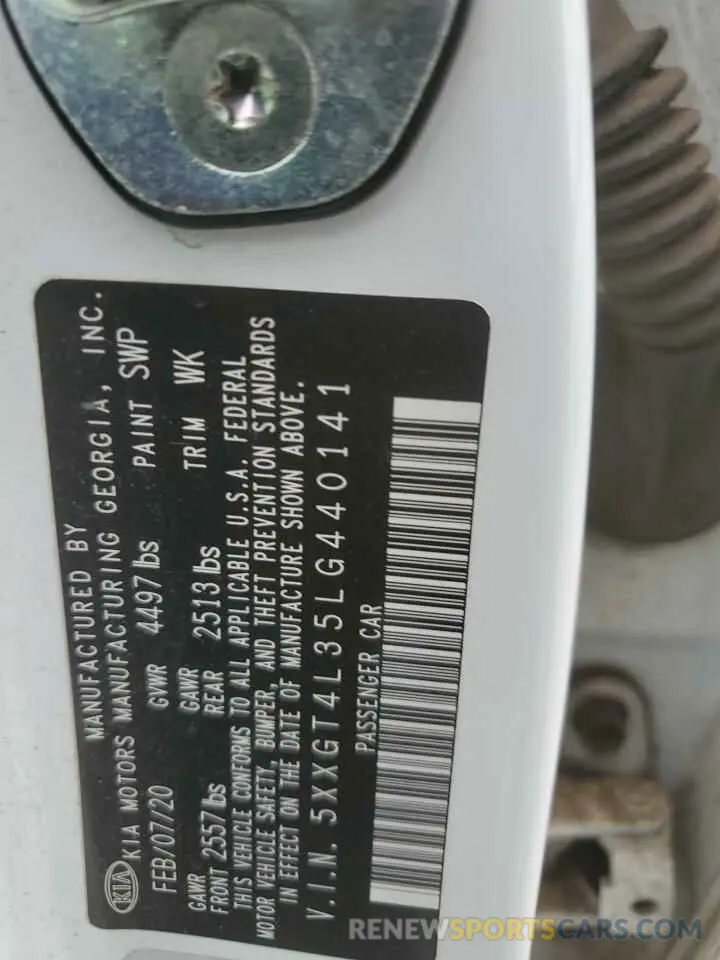 MANUFACTURED BY
KIA KIA MOTORS MANUFACTURING GEORGIA, INC.
FEB/07/20 GVWR 4497 lbs PAINT SWP
GAWR FRONT 2557 lbs GAWR REAR 2513 lbs TRIM WK
THIS VEHICLE CONFORMS TO ALL APPLICABLE U.S.A. FEDERAL
MOTOR VEHICLE SAFETY, BUMPER, AND THEFT PREVENTION STANDARDS
IN EFFECT ON THE DATE OF MANUFACTURE SHOWN ABOVE.
V.I.N. 5XXGT4L35LG440141
PASSENGER CAR
RENEWSPORTSCARS.COM